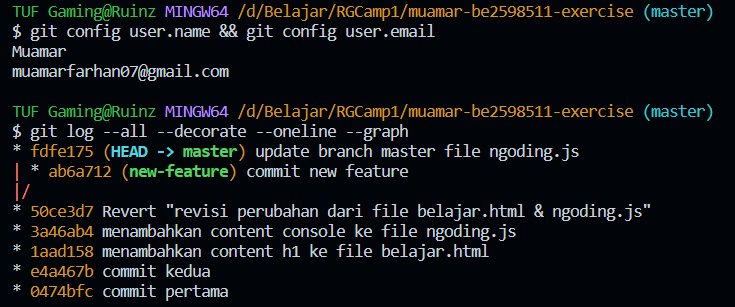 TUF Gaming@Ruinz MINGW64 /d/Belajar/RGCamp1/muamar-be2598511-exercise (master)
$ git config user.name && git config user.email
Muamar
muamarfarhan07@gmail.com
TUF Gaming@Ruinz MINGW64 /d/Belajar/RGCamp1/muamar-be2598511-exercise (master)
$ git log --all --decorate --oneline --graph
* fdfe175 (HEAD -> master) update branch master file ngoding.js
| * ab6a712 (new-feature) commit new feature
|/
* 50ce3d7 Revert "revisi perubahan dari file belajar.html & ngoding.js"
* 3a46ab4 menambahkan content console ke file ngoding.js
* 1aad158 menambahkan content h1 ke file belajar.html
* e4a467b commit kedua
* 0474bfc commit pertama